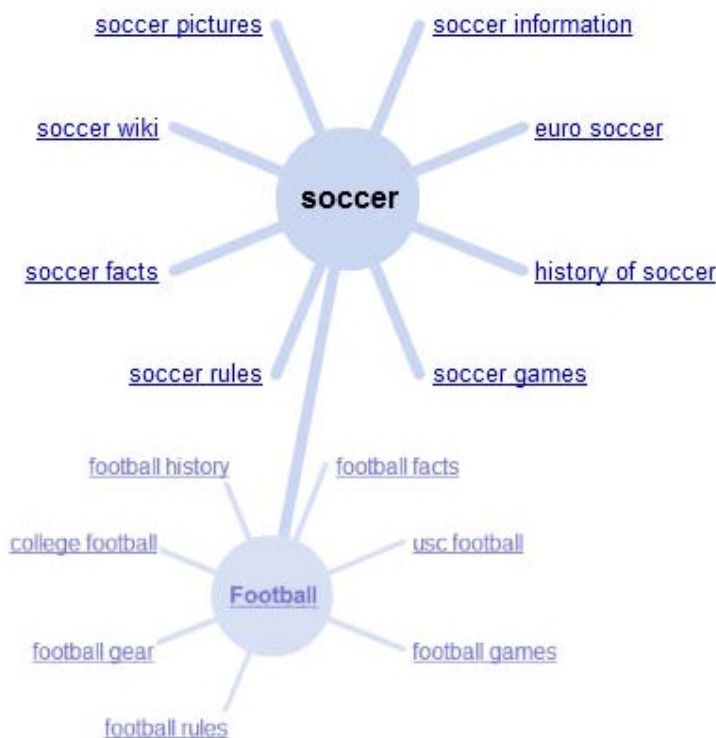 soccer pictures
soccer information
soccer wiki
euro soccer
soccer
soccer facts
history of soccer
soccer rules
soccer games
football history
football facts
college football
usc football
Football
football gear
football games
football rules